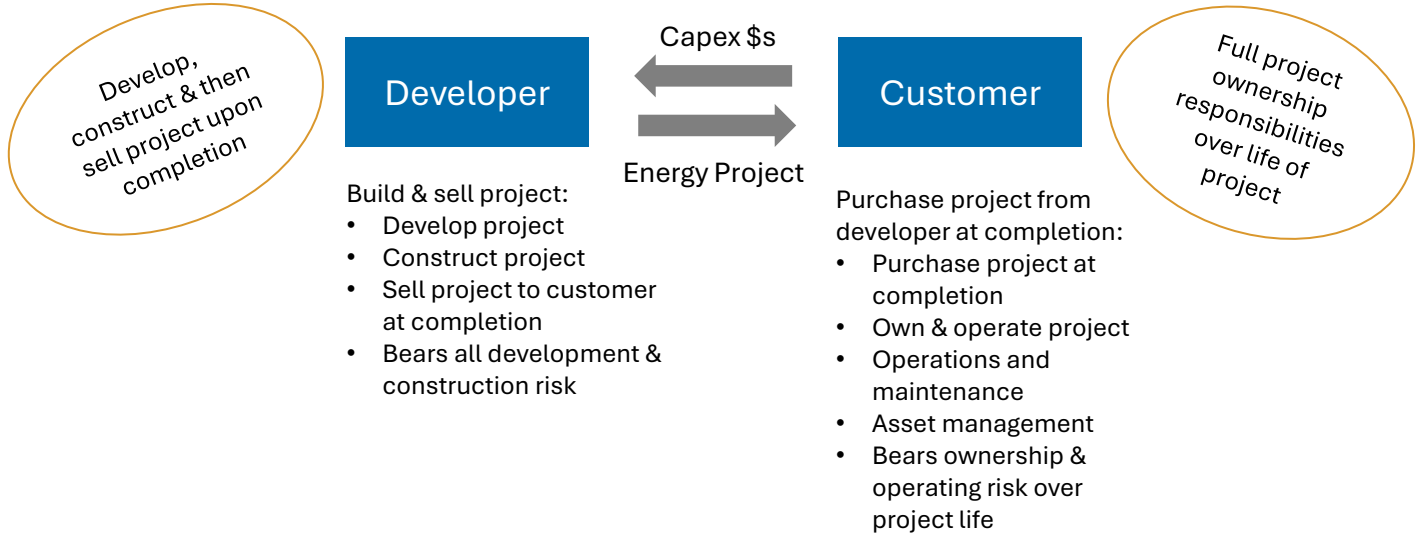 Develop,
construct & then
sell project upon
completion
Developer
Capex $s
Energy Project
Customer
Full project
ownership
responsibilities
over life of
project
Build & sell project:
• Develop project
• Construct project
• Sell project to customer
at completion
• Bears all development &
construction risk
Purchase project from
developer at completion:
• Purchase project at
completion
• Own & operate project
• Operations and
maintenance
• Asset management
• Bears ownership &
operating risk over
project life